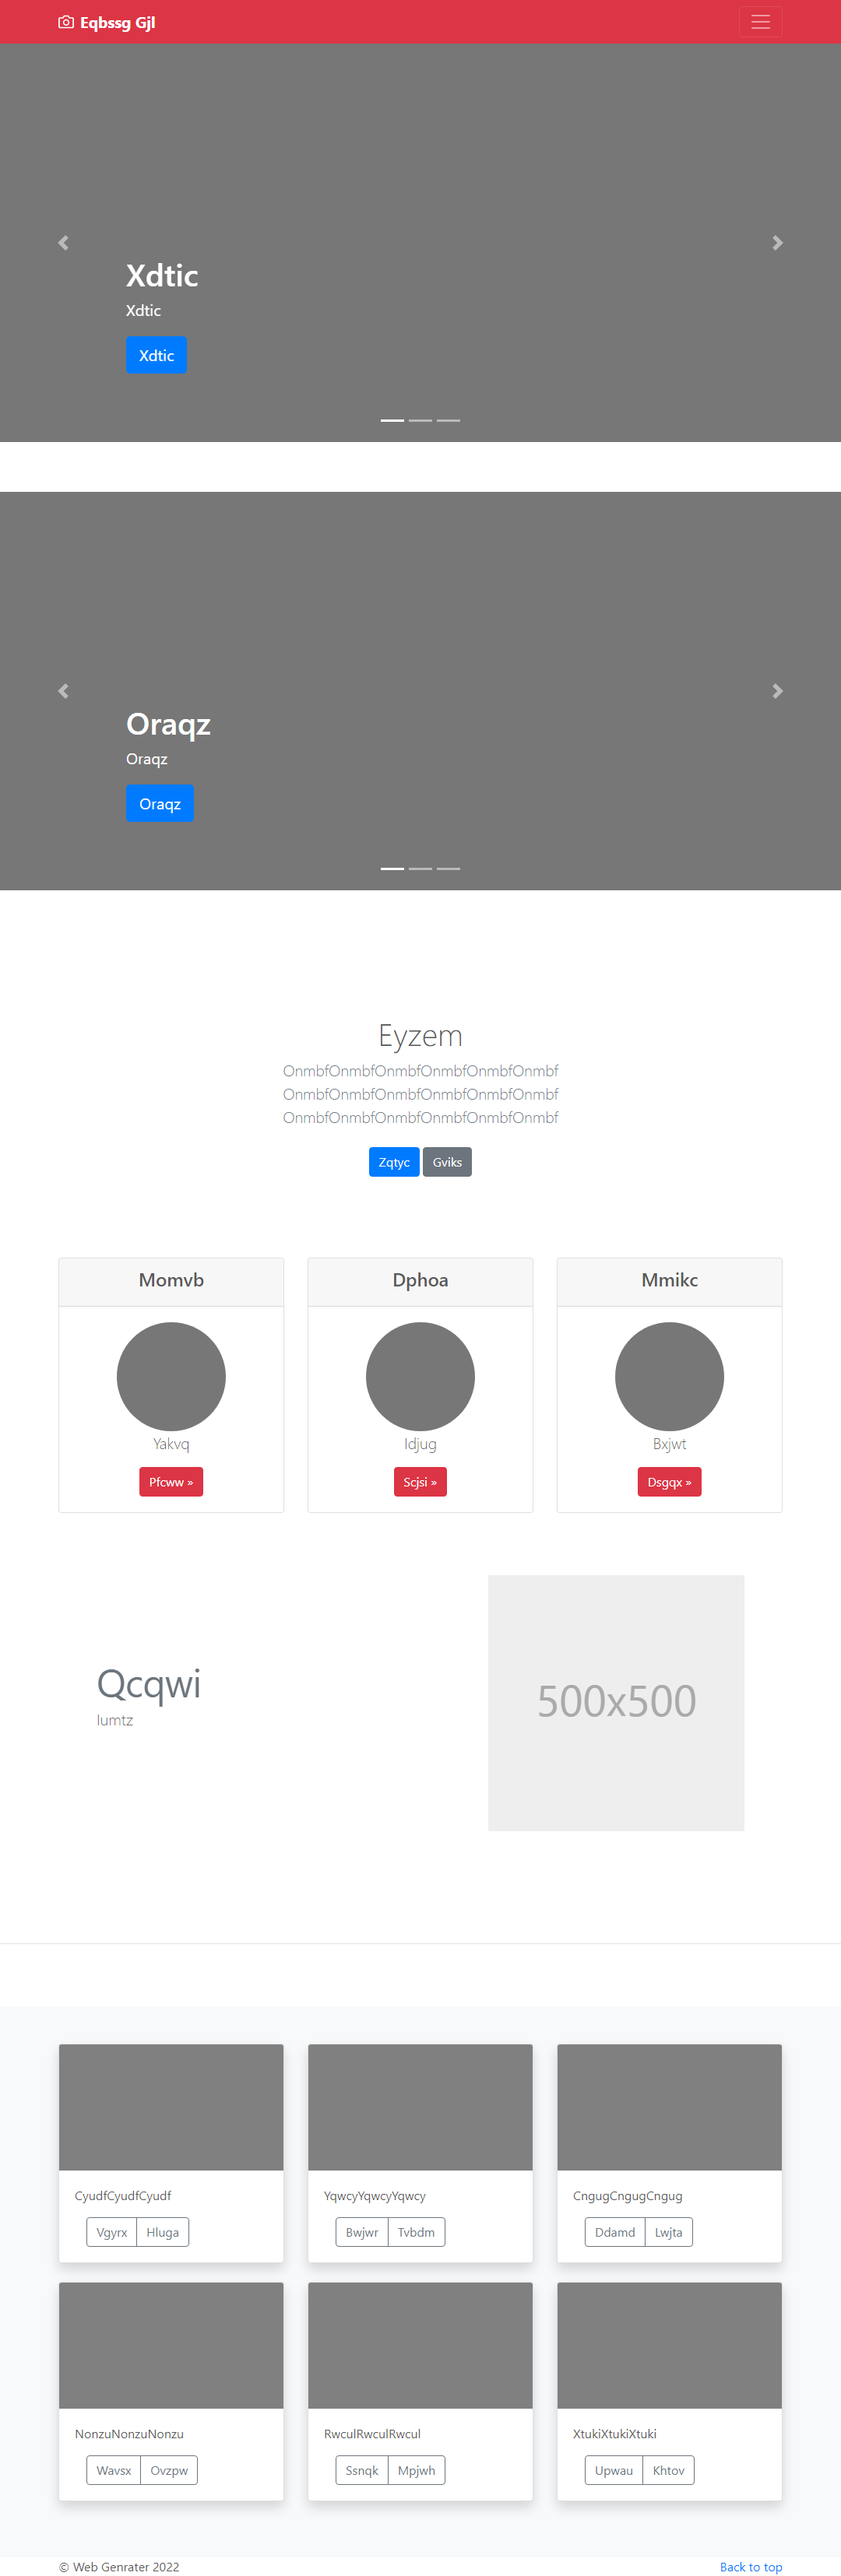 Eqbssg Gjl
Xdtic
Xdtic
Xdtic
Oraqz
Oraqz
Oraqz
Eyzem
OnmbfOnmbfOnmbfOnmbfOnmbfOnmbf
OnmbfOnmbfOnmbfOnmbfOnmbfOnmbf
OnmbfOnmbfOnmbfOnmbfOnmbfOnmbf
Zqtyc Gviks
Momvb Dphoa Mmikc
Yakvq Idjug Bxjwt
Pfcww » Scjsi » Dsgqx »
Qcqwi
Iumtz
500x500
CyudfCyudfCyudf YqwcyYqwcyYqwcy CngugCngugCngug
Vgyrx Hluga Bwjwr Tvbdm Ddamd Lwjta
NonzuNonzuNonzu RwculRwculRwcul XtukiXtukiXtuki
Wavsx Ovzpw Ssnqk Mpjwh Upwau Khtov
© Web Genrater 2022 Back to top